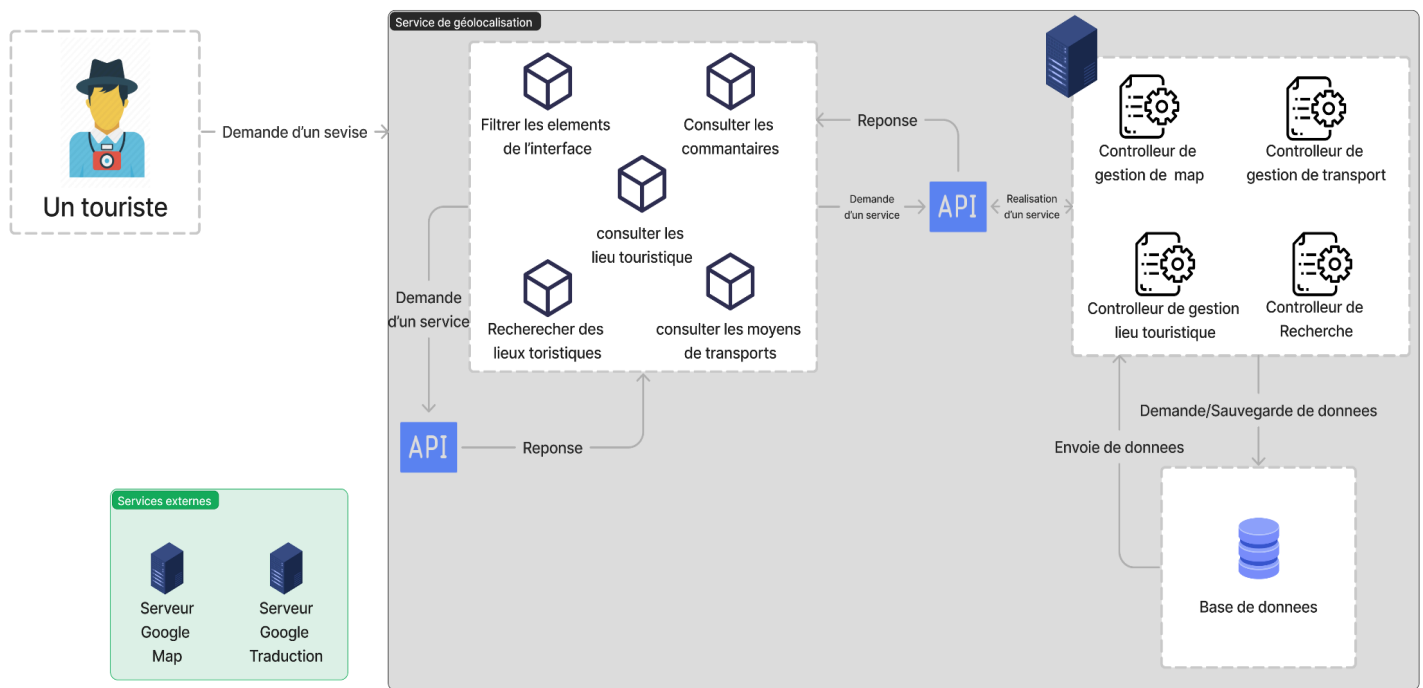 Service de géolocalisation
Un touriste
Demande d'un sevise
Filtrer les elements
de l'interface
Consulter les
commantaires
consulter les
lieu touristique
Recherecher des
lieux toristiques
consulter les moyens
de transports
Demande
d'un service
API
Reponse
Reponse
Demande
d'un service
API
Realisation
d'un service
Controlleur de
gestion de map
Controlleur de
gestion de transport
Controlleur de gestion
lieu touristique
Controlleur de
Recherche
Demande/Sauvegarde de donnees
Envoie de donnees
Base de donnees
Services externes
Serveur
Google
Map
Serveur
Google
Traduction